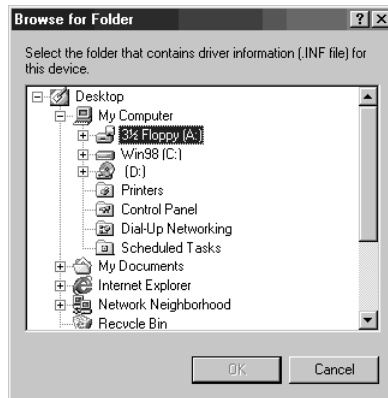 Browse for Folder
Select the folder that contains driver information (.INF file) for
this device.
Desktop
My Computer
3½ Floppy (A:)
Win98 (C:)
(D:)
Printers
Control Panel
Dial-Up Networking
Scheduled Tasks
My Documents
Internet Explorer
Network Neighborhood
Recycle Bin
OK Cancel